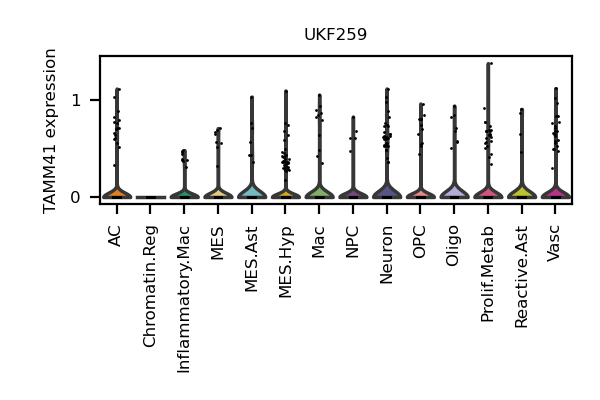 UKF259
TAMM41 expression
1
0
AC
Chromatin.Reg
Inflammatory.Mac
MES
MES.Ast
MES.Hyp
Mac
NPC
Neuron
OPC
Oligo
Prolif.Metab
Reactive.Ast
Vasc